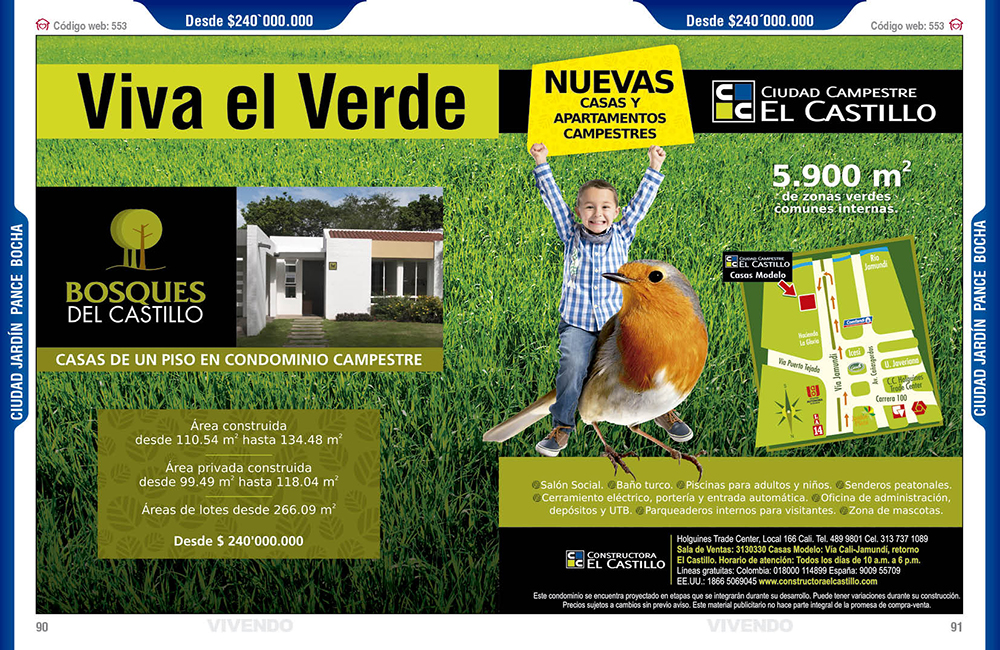 Código web: 553
Desde $240`000.000
Desde $240´000.000
Código web: 553
Viva el Verde
NUEVAS
CASAS Y
APARTAMENTOS
CAMPESTRES
CIUDAD CAMPESTRE
EL CASTILLO
5.900 m²
de zonas verdes
comunes internas.
BOSQUES
DEL CASTILLO
CASAS DE UN PISO EN CONDOMINIO CAMPESTRE
Área construida
desde 110.54 m² hasta 134.48 m²
Área privada construida
desde 99.49 m² hasta 118.04 m²
Áreas de lotes desde 266.09 m²
Desde $ 240'000.000
CIUDAD CAMPESTRE
EL CASTILLO
Casas Modelo
Río
Jamundí
Hacienda
La Gloria
Vía Puerto Tejada
Vía Jamundí
Icesi
Av. Cañasgordas
U. Javeriana
C.C. Holguines
Trade Center
Carrera 100
14
Salón Social. Baño turco. Piscinas para adultos y niños. Senderos peatonales.
Cerramiento eléctrico, portería y entrada automática. Oficina de administración,
depósitos y UTB. Parqueaderos internos para visitantes. Zona de mascotas.
CONSTRUCTORA
EL CASTILLO
Holguines Trade Center, Local 166 Cali. Tel. 489 9801 Cel. 313 737 1089
Sala de Ventas: 3130330 Casas Modelo: Vía Cali-Jamundí, retorno
El Castillo. Horario de atención: Todos los días de 10 a.m. a 6 p.m.
Líneas gratuitas: Colombia: 018000 114899 España: 9009 55709
EE.UU.: 1866 5069045 www.constructoraelcastillo.com
Este condominio se encuentra proyectado en etapas que se integrarán durante su desarrollo. Puede tener variaciones durante su construcción.
Precios sujetos a cambios sin previo aviso. Este material publicitario no hace parte integral de la promesa de compra-venta.
CIUDAD JARDÍN PANCE BOCHA
CIUDAD JARDÍN PANCE BOCHA
90
VIVENDO
VIVENDO
91